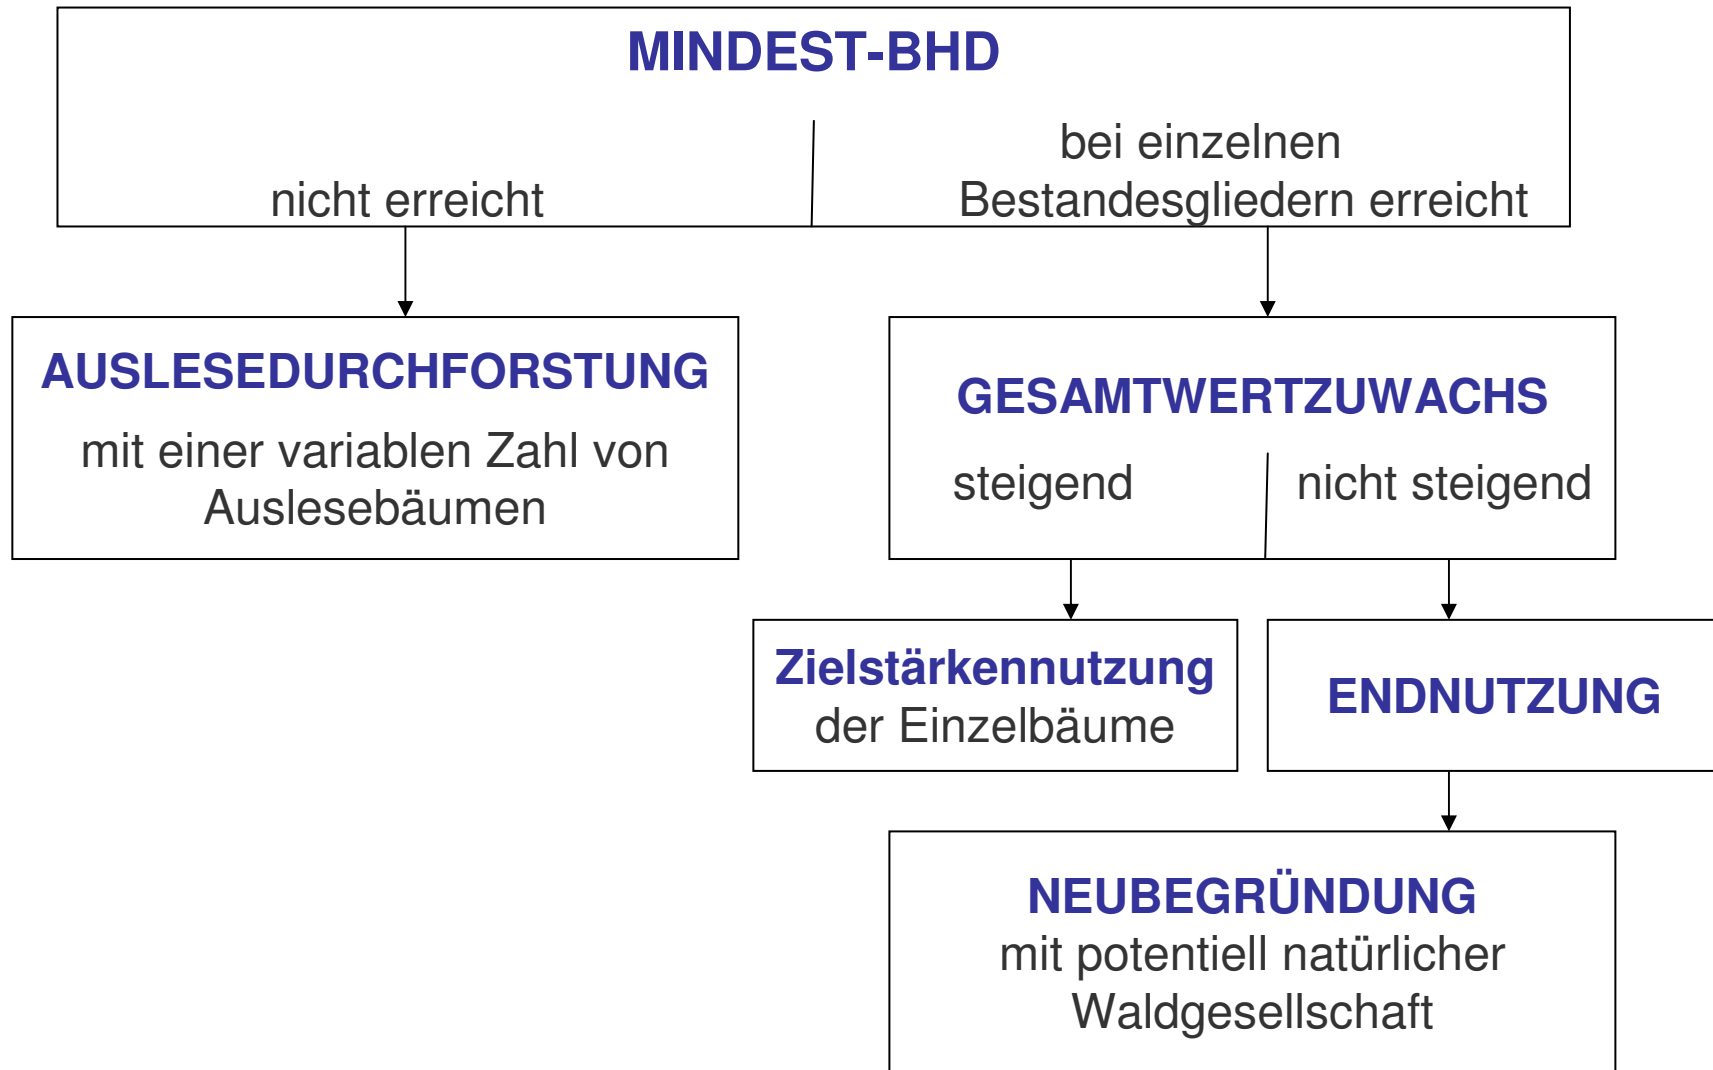 MINDEST-BHD
nicht erreicht
bei einzelnen
Bestandesgliedern erreicht
AUSLESEDURCHFORSTUNG
mit einer variablen Zahl von
Auslesebäumen
GESAMTWERTZUWACHS
steigend
nicht steigend
Zielstärkennutzung
der Einzelbäume
ENDNUTZUNG
NEUBEGRÜNDUNG
mit potentiell natürlicher
Waldgesellschaft